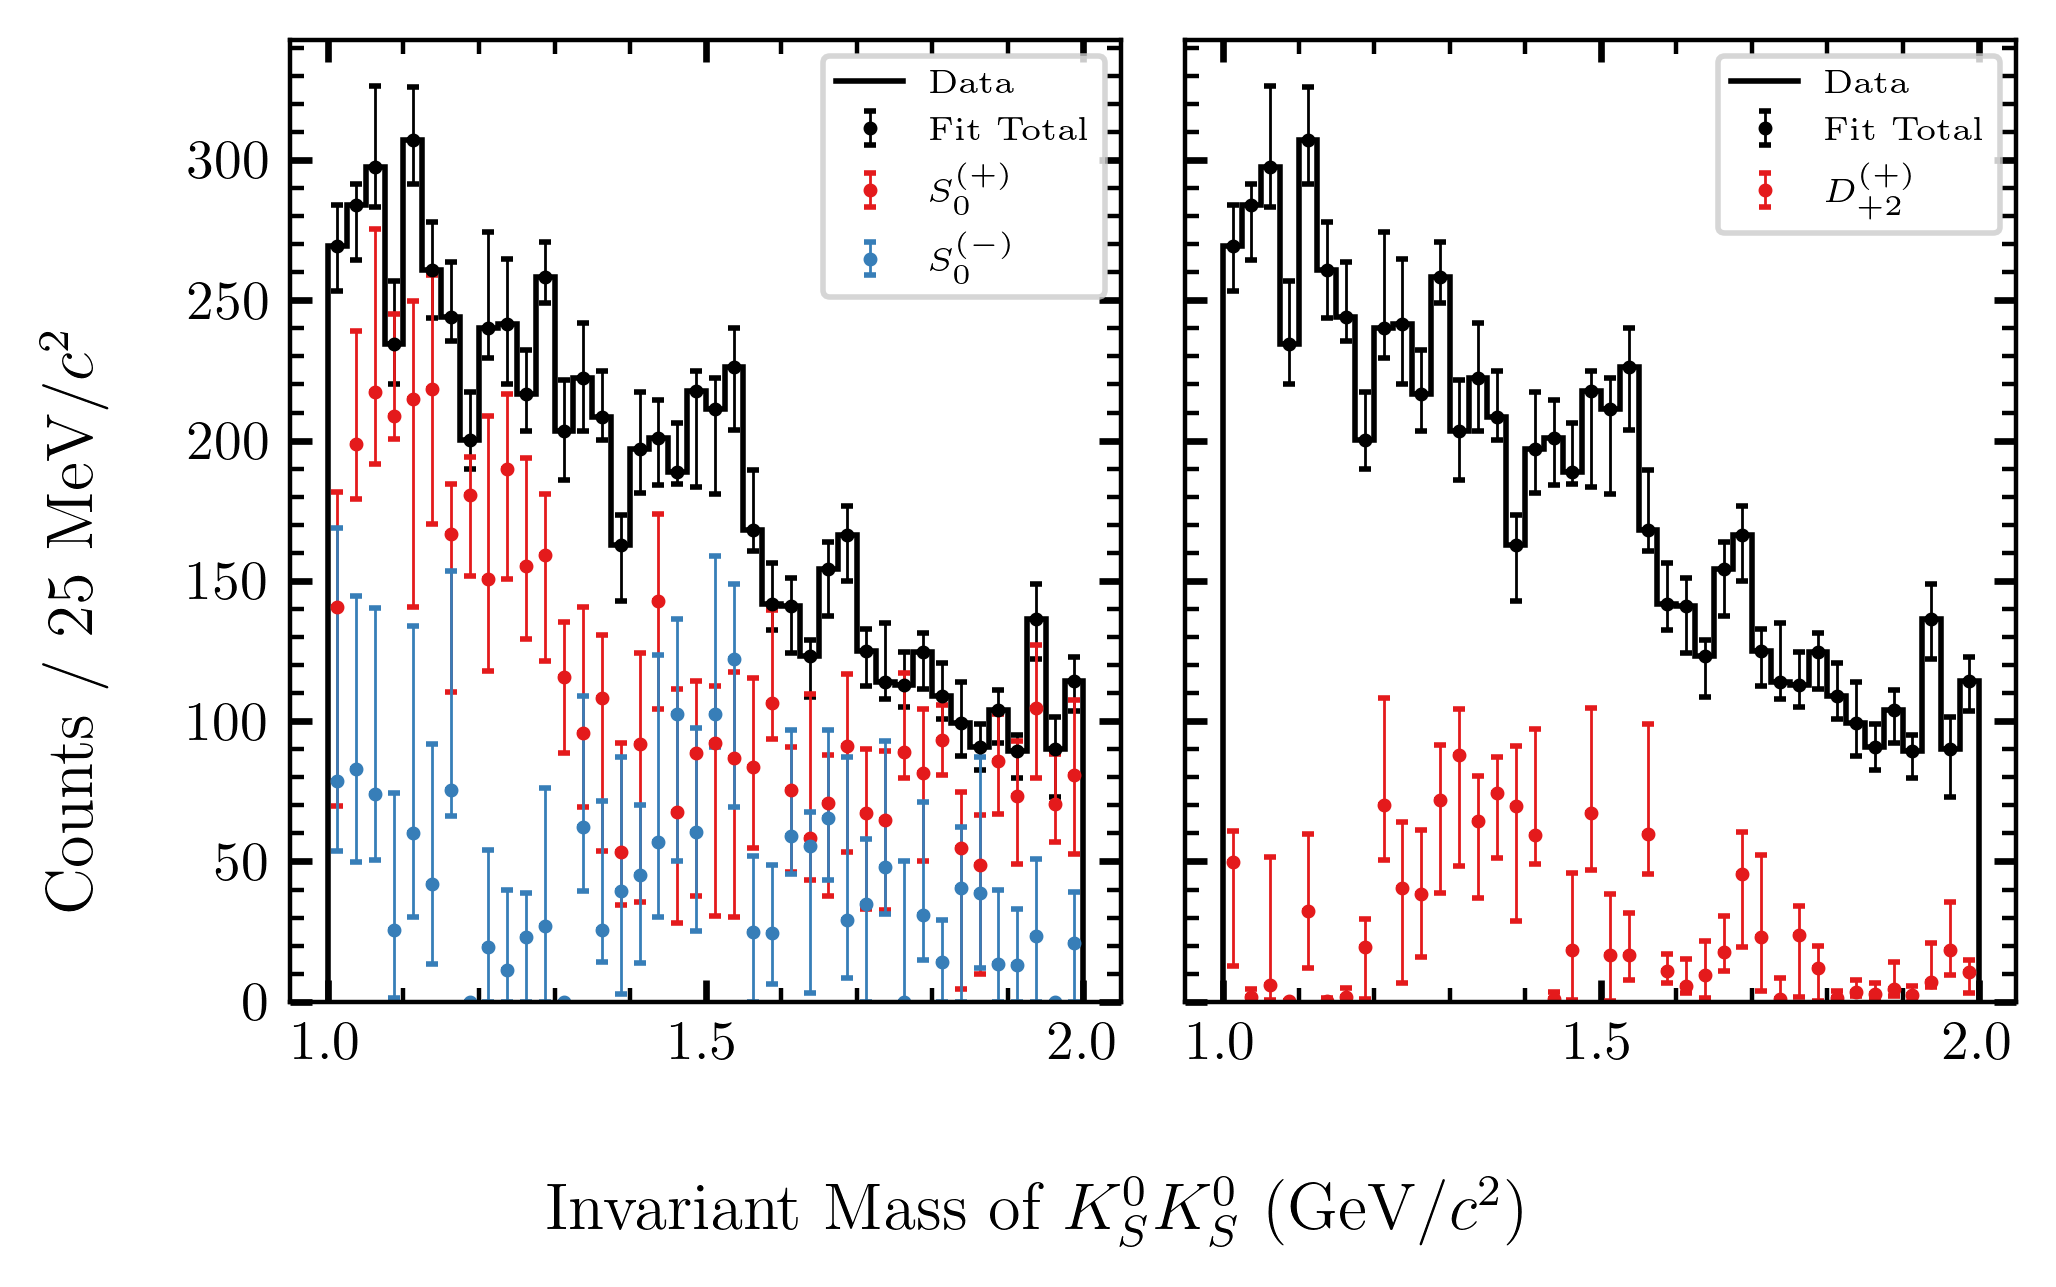 Counts / 25 MeV/c²
300
250
200
150
100
50
0
Data
Fit Total
S₀⁽⁺⁾
S₀⁽⁻⁾
1.0 1.5 2.0
Data
Fit Total
D₊₂⁽⁺⁾
1.0 1.5 2.0
Invariant Mass of K⁰_S K⁰_S (GeV/c²)